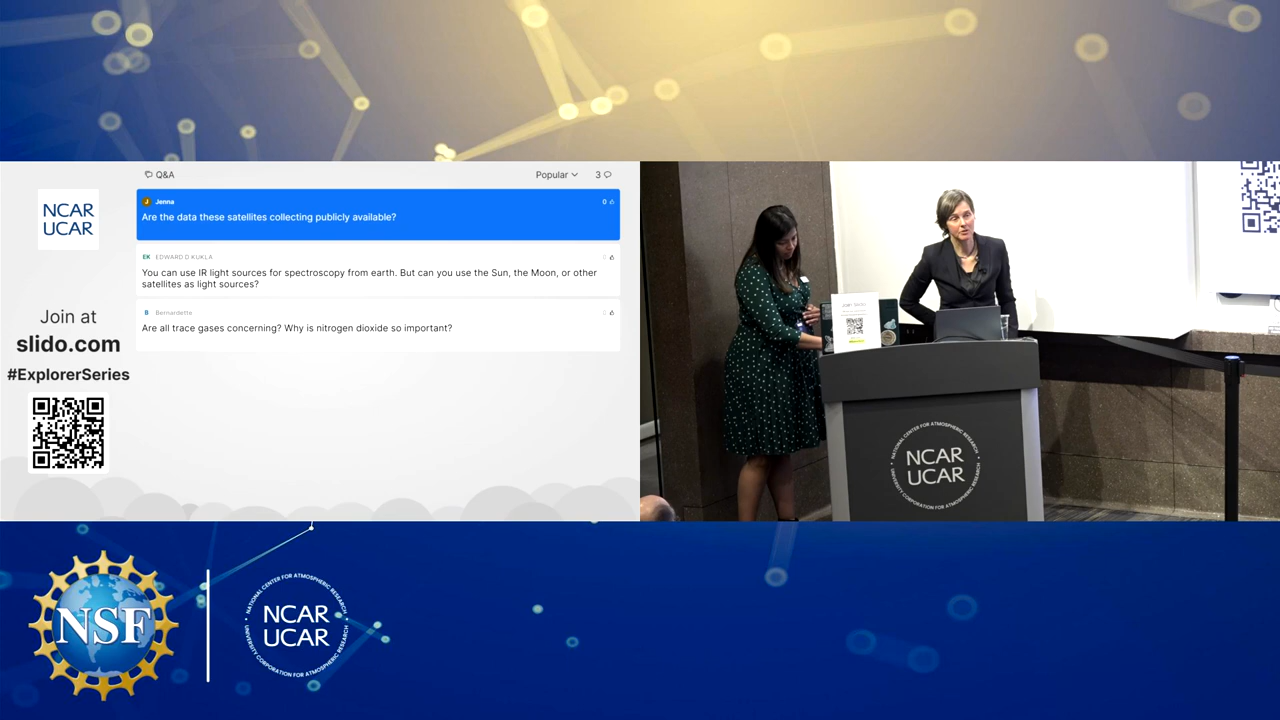 Q&A
Popular
3
NCAR
UCAR
J Jenna
0
Are the data these satellites collecting publicly available?
EK EDWARD D KUKLA
You can use IR light sources for spectroscopy from earth. But can you use the Sun, the Moon, or other
satellites as light sources?
B Bernardette
Are all trace gases concerning? Why is nitrogen dioxide so important?
Join at
slido.com
#ExplorerSeries
NATIONAL CENTER FOR ATMOSPHERIC RESEARCH
NCAR
UCAR
UNIVERSITY CORPORATION FOR ATMOSPHERIC RESEARCH
NSF
NATIONAL CENTER FOR ATMOSPHERIC RESEARCH
NCAR
UCAR
UNIVERSITY CORPORATION FOR ATMOSPHERIC RESEARCH